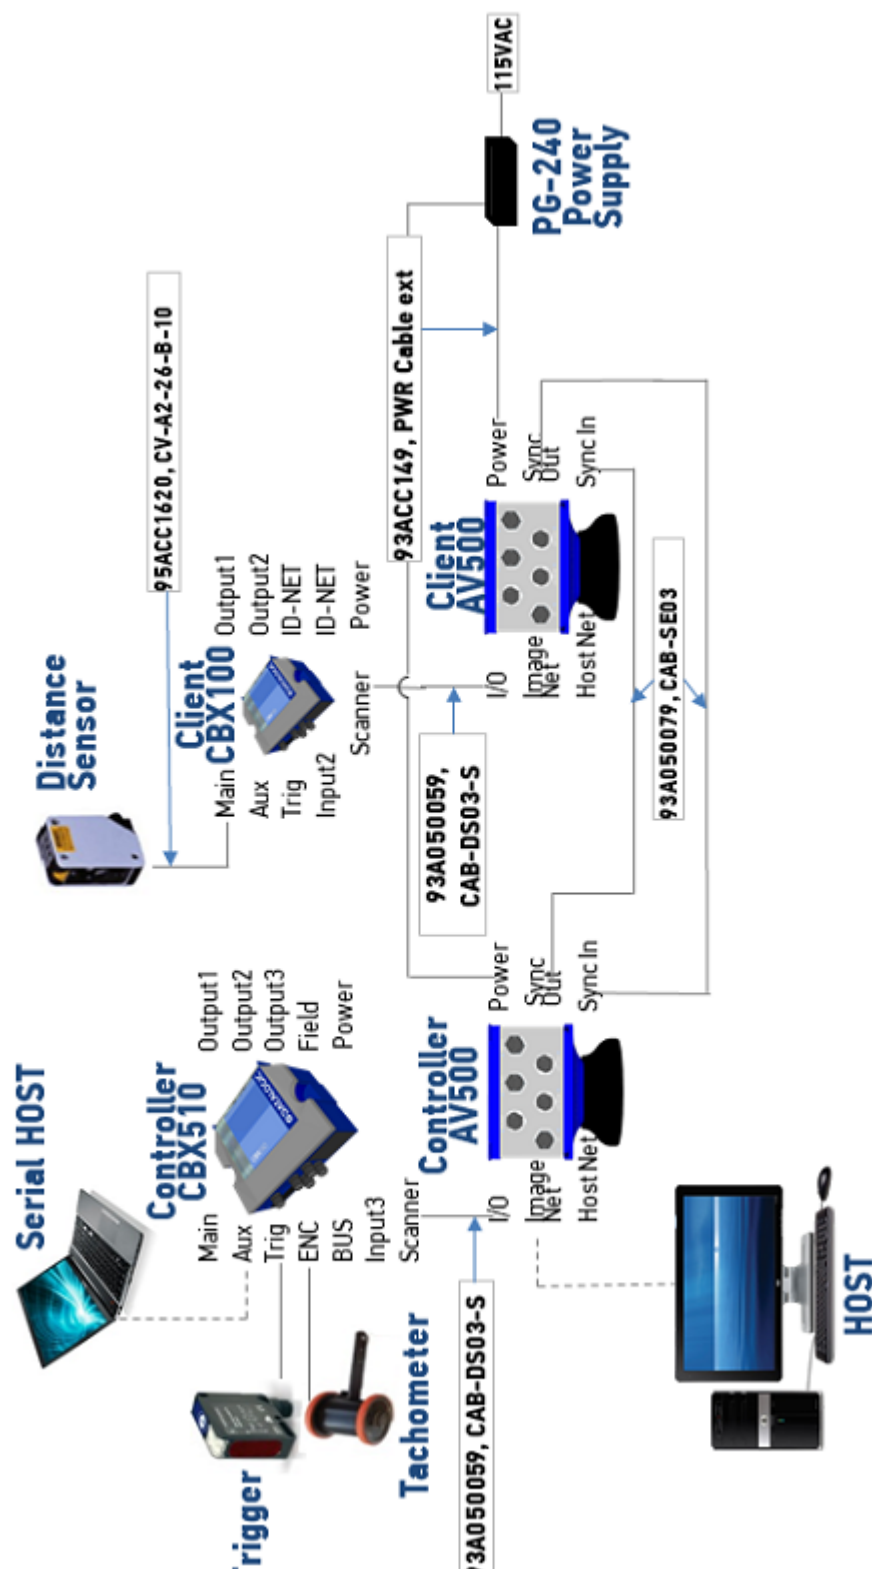 Serial HOST
Distance
Sensor
Controller
CBX510
Main
Aux
Trig
ENC
BUS
Input3
Scanner
Output1
Output2
Output3
Field
Power
DATALOGIC
Client
CBX100
Main
Aux
Trig
Input2
Scanner
Output1
Output2
ID-NET
ID-NET
Power
95ACC1620, CV-A2-26-B-10
Trigger
Tachometer
93A050059, CAB-DS03-S
Controller
AV500
I/O
Image
Net
Host Net
Power
Sync
Out
Sync In
93A050059,
CAB-DS03-S
Client
AV500
I/O
Image
Net
Host Net
Power
Sync
Out
Sync In
93ACC149, PWR Cable ext
93A050079, CAB-SE03
115VAC
PG-240
Power
Supply
HOST